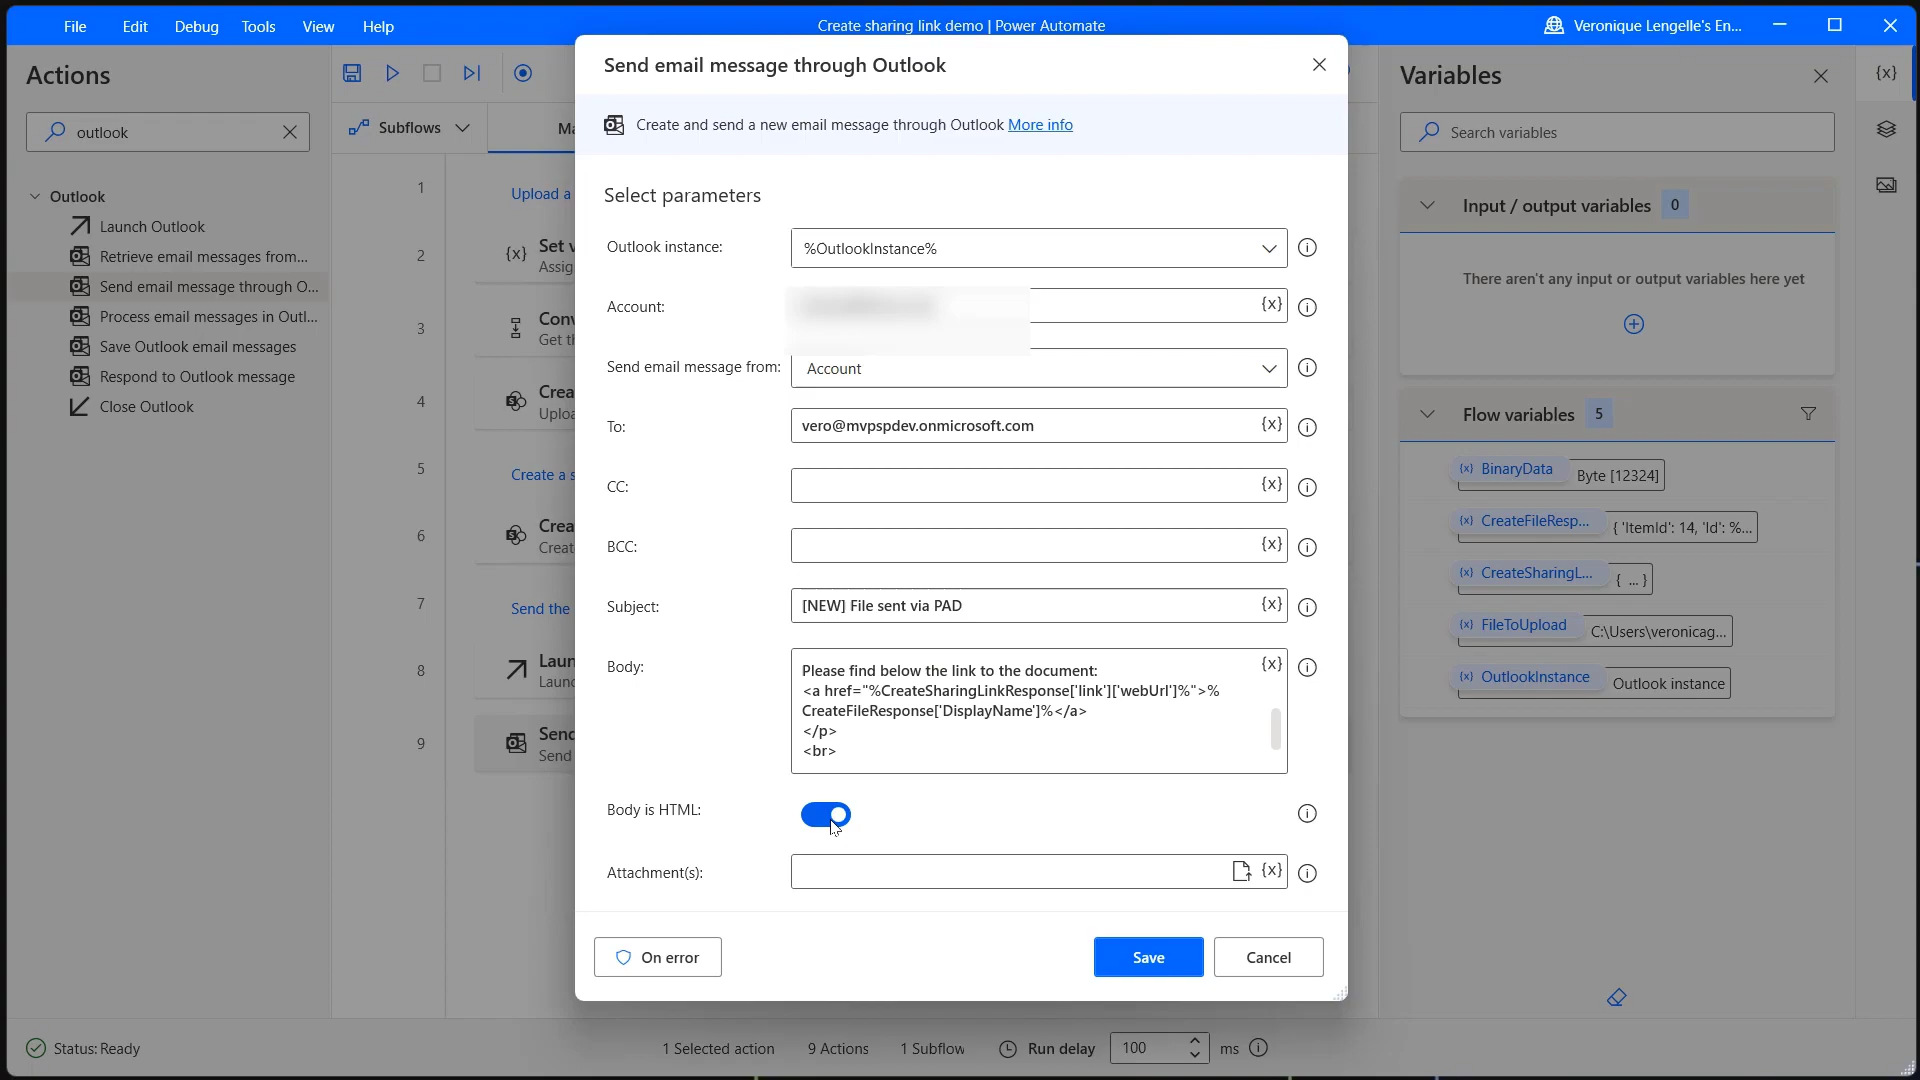 File Edit Debug Tools View Help
Create sharing link demo | Power Automate
Veronique Lengelle's En...
Actions
outlook
Outlook
Launch Outlook
Retrieve email messages from...
Send email message through O...
Process email messages in Outl...
Save Outlook email messages
Respond to Outlook message
Close Outlook
Subflows
Ma
1 Upload a
2 {x} Set v
Assig
3 Conv
Get th
4 Crea
Uploa
5 Create a s
6 Crea
Creat
7 Send the
8 Laun
Launc
9 Send
Send
Send email message through Outlook
Create and send a new email message through Outlook More info
Select parameters
Outlook instance: %OutlookInstance%
Account: {x}
Send email message from: Account
To: vero@mvpspdev.onmicrosoft.com {x}
CC: {x}
BCC: {x}
Subject: [NEW] File sent via PAD {x}
Body: {x}
Please find below the link to the document:
<a href="%CreateSharingLinkResponse['link']['webUrl']%">%
CreateFileResponse['DisplayName']%</a>
</p>
<br>
Body is HTML:
Attachment(s): {x}
On error
Save
Cancel
Variables
{x}
Search variables
Input / output variables 0
There aren't any input or output variables here yet
Flow variables 5
{x} BinaryData Byte [12324]
{x} CreateFileResp... { 'ItemId': 14, 'Id': %...
{x} CreateSharingL... { ... }
{x} FileToUpload C:\Users\veronicag...
{x} OutlookInstance Outlook instance
Status: Ready
1 Selected action
9 Actions
1 Subflow
Run delay 100 ms